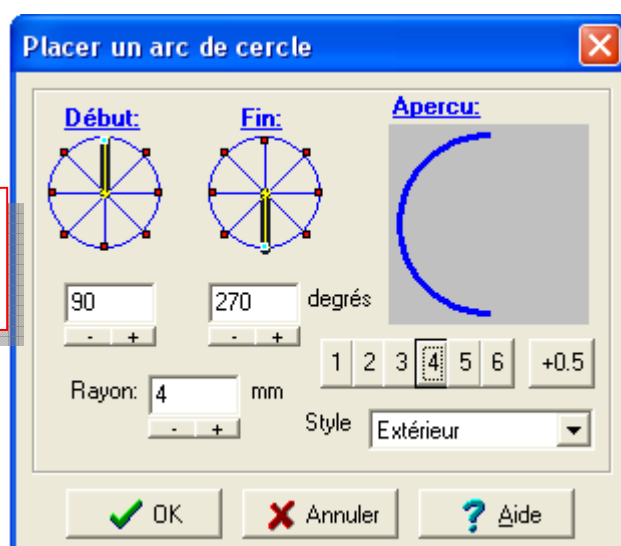 Placer un arc de cercle
Début: Fin: Apercu:
90 270 degrés
- + - +
1 2 3 4 5 6 +0.5
Rayon: 4 mm
- +
Style Extérieur
OK Annuler Aide